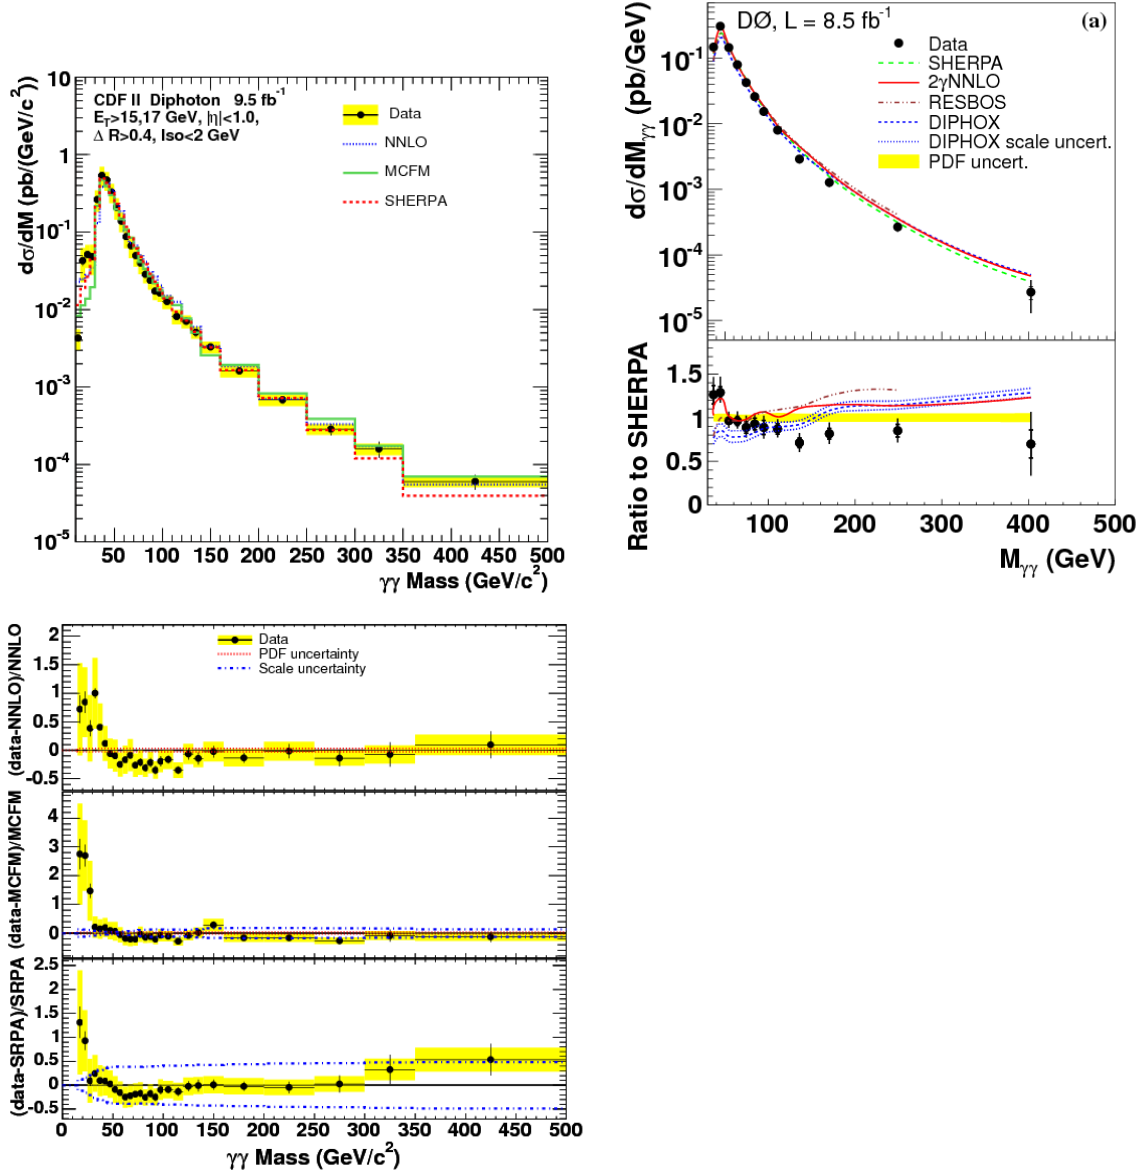 CDF II Diphoton 9.5 fb⁻¹
E_T>15,17 GeV, |η|<1.0,
Δ R>0.4, Iso<2 GeV
Data
NNLO
MCFM
SHERPA
dσ/dM (pb/(GeV/c²))
10
1
10⁻¹
10⁻²
10⁻³
10⁻⁴
10⁻⁵
50 100 150 200 250 300 350 400 450 500
γγ Mass (GeV/c²)
DØ, L = 8.5 fb⁻¹
(a)
Data
SHERPA
2γNNLO
RESBOS
DIPHOX
DIPHOX scale uncert.
PDF uncert.
dσ/dM_γγ (pb/GeV)
10⁻¹
10⁻²
10⁻³
10⁻⁴
10⁻⁵
Ratio to SHERPA
1.5
1
0.5
0
100 200 300 400 500
M_γγ (GeV)
Data
PDF uncertainty
Scale uncertainty
(data-NNLO)/NNLO
2
1.5
1
0.5
0
-0.5
(data-MCFM)/MCFM
4
3
2
1
0
(data-SRPA)/SRPA
2.5
2
1.5
1
0.5
0
-0.5
0 50 100 150 200 250 300 350 400 450 500
γγ Mass (GeV/c²)